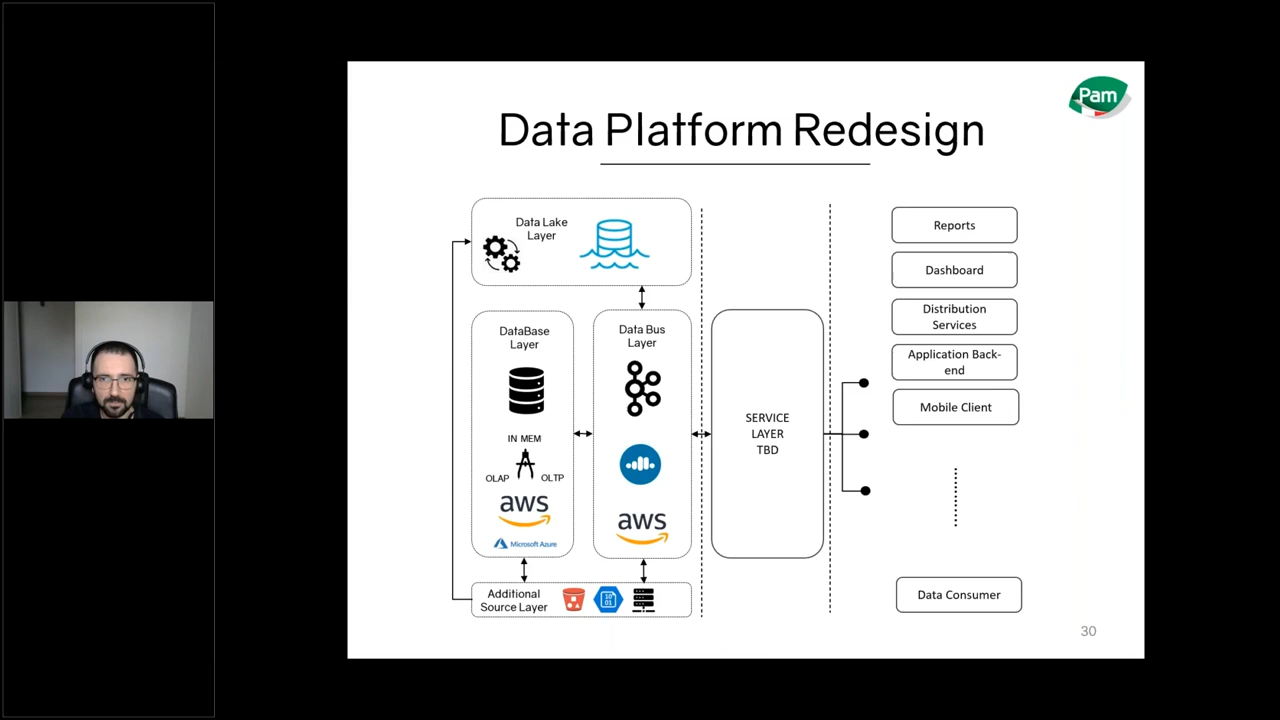 Pam
Data Platform Redesign
Data Lake
Layer
DataBase
Layer
IN MEM
OLAP
OLTP
aws
Microsoft Azure
Data Bus
Layer
aws
Additional
Source Layer
10
01
SERVICE
LAYER
TBD
Reports
Dashboard
Distribution
Services
Application Back-
end
Mobile Client
Data Consumer
30